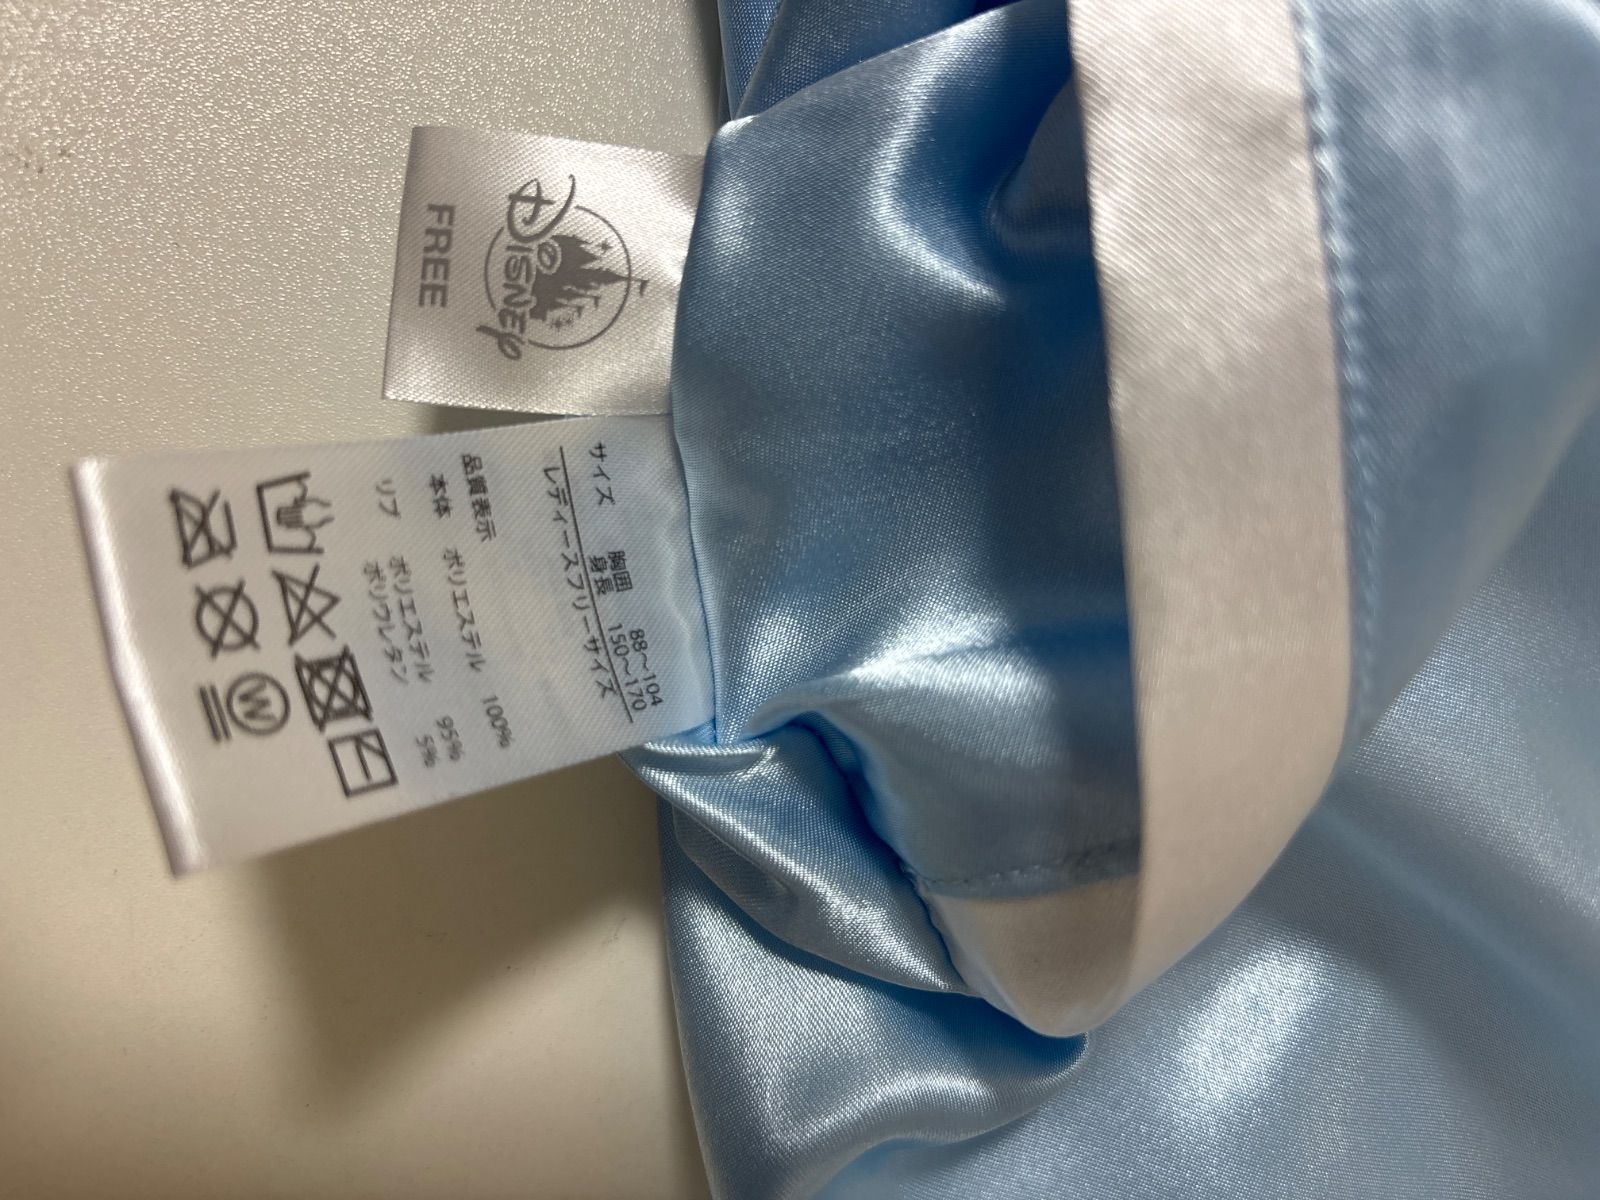 Disney
FREE
サイズ 胸囲 88〜104
身長 150〜170
レディースフリーサイズ
品質表示
本体 ポリエステル 100%
リブ ポリエステル 95%
ポリウレタン 5%
W